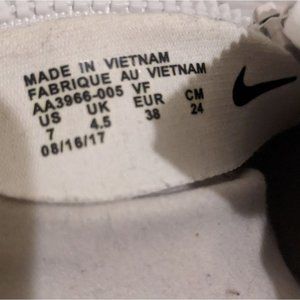 MADE IN VIETNAM
FABRIQUE AU VIETNAM
AA3966-005 VF
US UK EUR CM
7 4.5 38 24
08/16/17